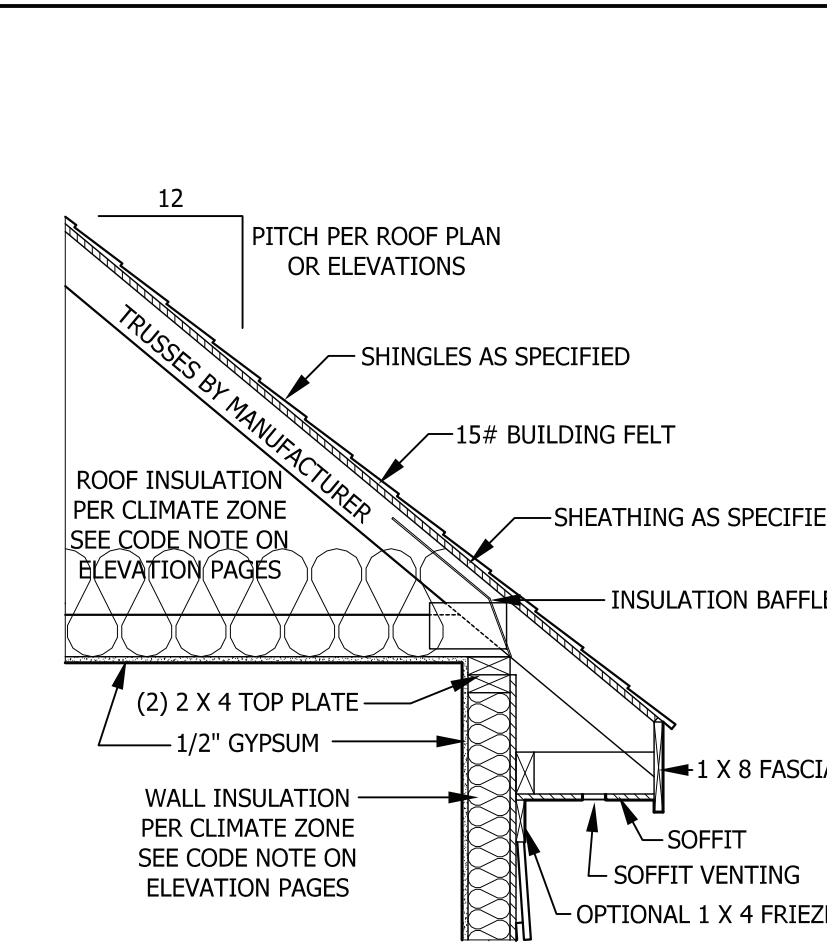 12
PITCH PER ROOF PLAN
OR ELEVATIONS
TRUSSES BY MANUFACTURER
SHINGLES AS SPECIFIED
15# BUILDING FELT
ROOF INSULATION
PER CLIMATE ZONE
SEE CODE NOTE ON
ELEVATION PAGES
SHEATHING AS SPECIFIE
INSULATION BAFFLE
(2) 2 X 4 TOP PLATE
1/2" GYPSUM
1 X 8 FASCIA
WALL INSULATION
PER CLIMATE ZONE
SEE CODE NOTE ON
ELEVATION PAGES
SOFFIT
SOFFIT VENTING
OPTIONAL 1 X 4 FRIEZE